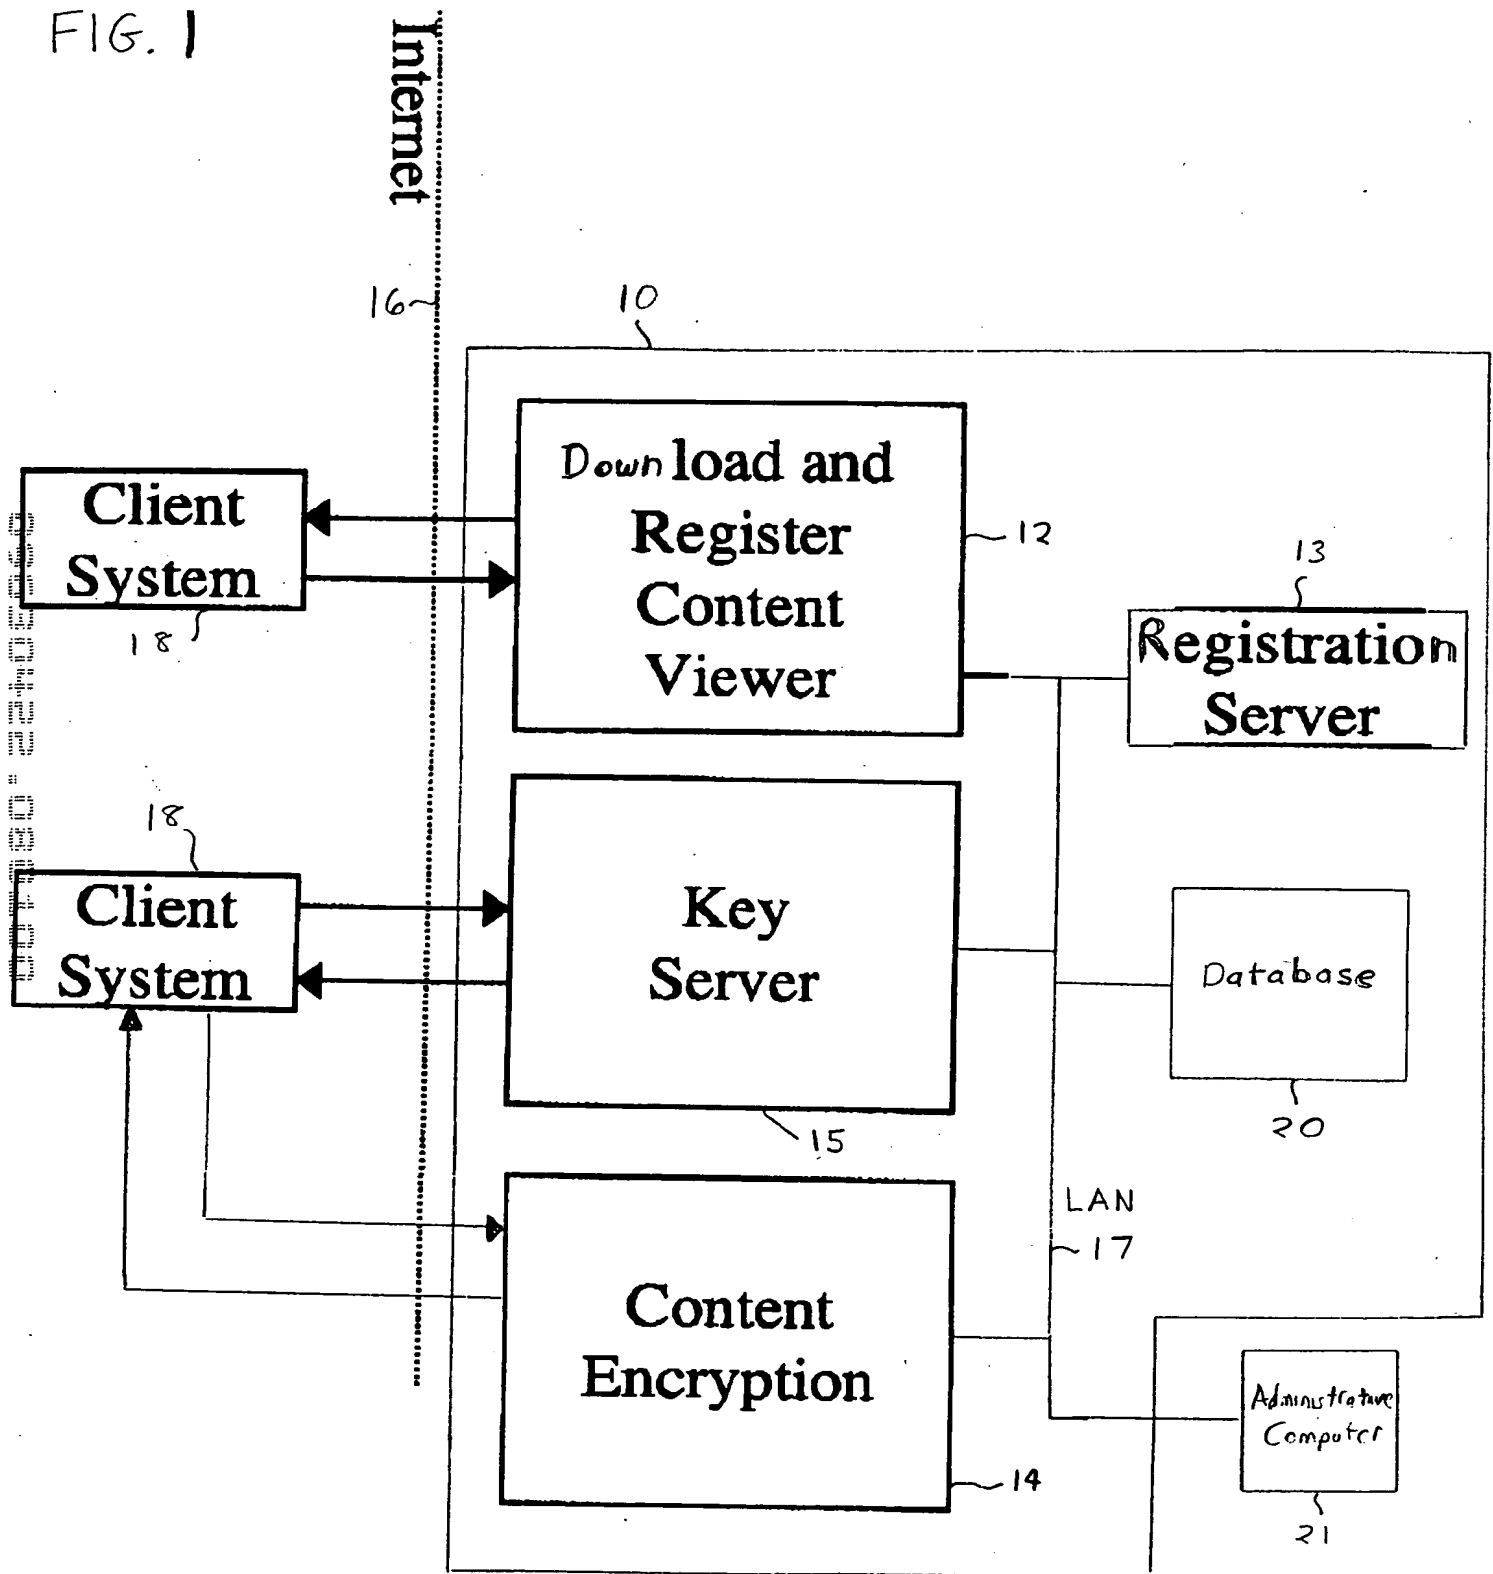 FIG. 1
Internet
16
10
Download and
Register
Content
Viewer
12
Client
System
18
13
Registration
Server
18
Client
System
Key
Server
15
Database
20
LAN
17
Content
Encryption
14
Administrative
Computer
21